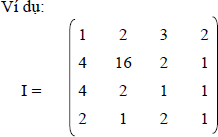 Ví dụ:
1 2 3 2
4 16 2 1
I = 4 2 1 1
2 1 2 1